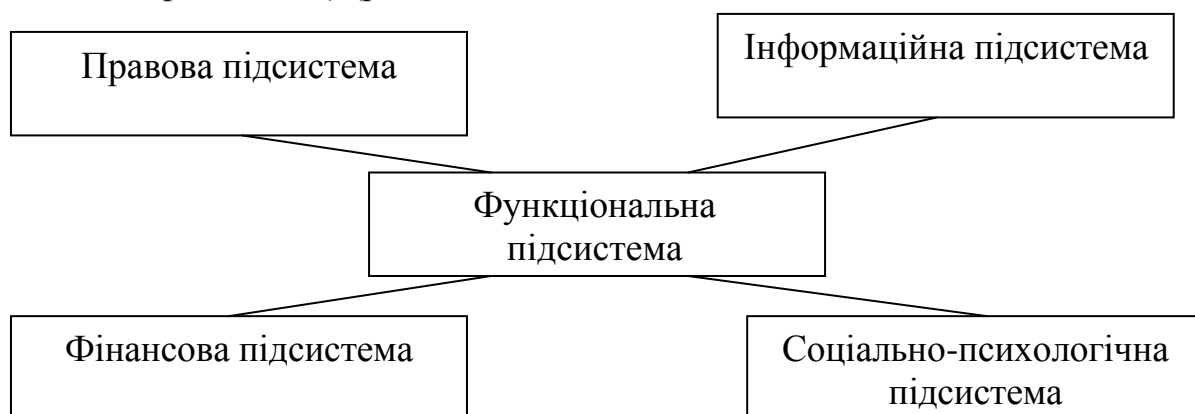 Правова підсистема
Інформаційна підсистема
Функціональна
підсистема
Фінансова підсистема
Соціально-психологічна
підсистема